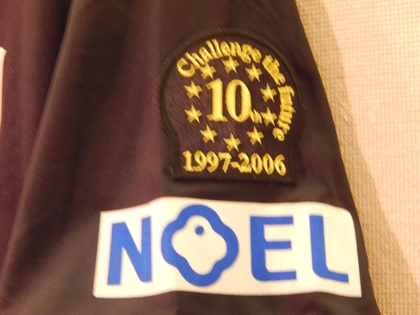 Challenge the future
10th
1997-2006
NOEL